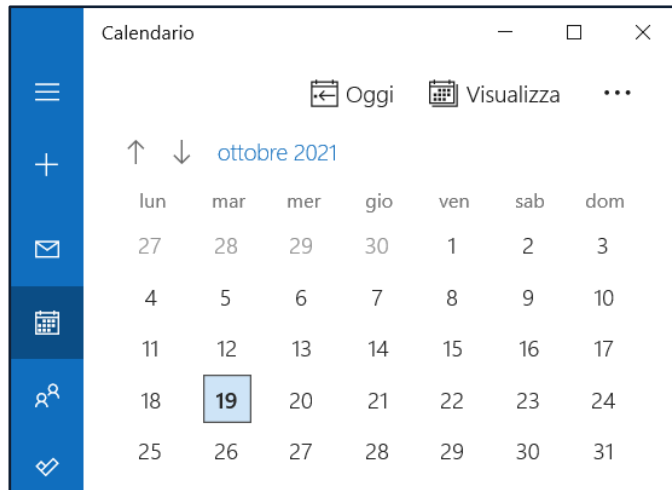 Calendario
Oggi Visualizza
ottobre 2021
lun mar mer gio ven sab dom
27 28 29 30 1 2 3
4 5 6 7 8 9 10
11 12 13 14 15 16 17
18 19 20 21 22 23 24
25 26 27 28 29 30 31